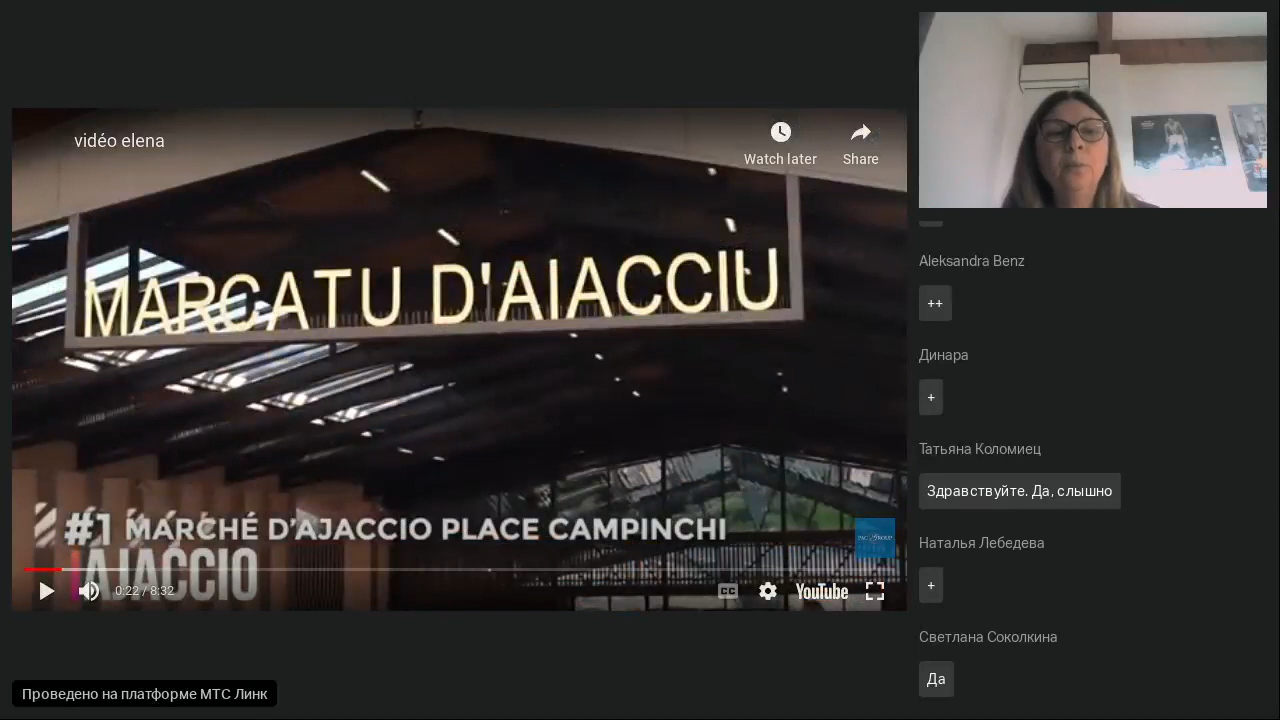 vidéo elena
Watch later
Share
MARCATU D'AIACCIU
#1 MARCHÉ D'AJACCIO PLACE CAMPINCHI
AJACCIO
0:22 / 8:32
CC
YouTube
Проведено на платформе МТС Линк
Aleksandra Benz
++
Динара
+
Татьяна Коломиец
Здравствуйте. Да, слышно
Наталья Лебедева
+
Светлана Соколкина
Да